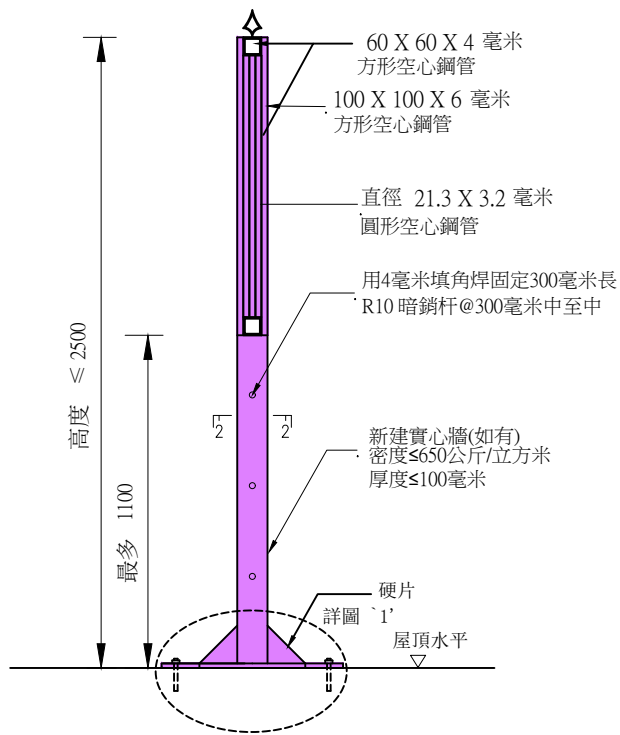 60 X 60 X 4 毫米
方形空心鋼管
100 X 100 X 6 毫米
方形空心鋼管
直徑 21.3 X 3.2 毫米
圓形空心鋼管
用4毫米填角焊固定300毫米長
R10 暗銷杆@300毫米中至中
高度 ≤ 2500
2 2
新建實心牆(如有)
密度≤650公斤/立方米
厚度≤100毫米
最多 1100
硬片
詳圖 `1’
屋頂水平